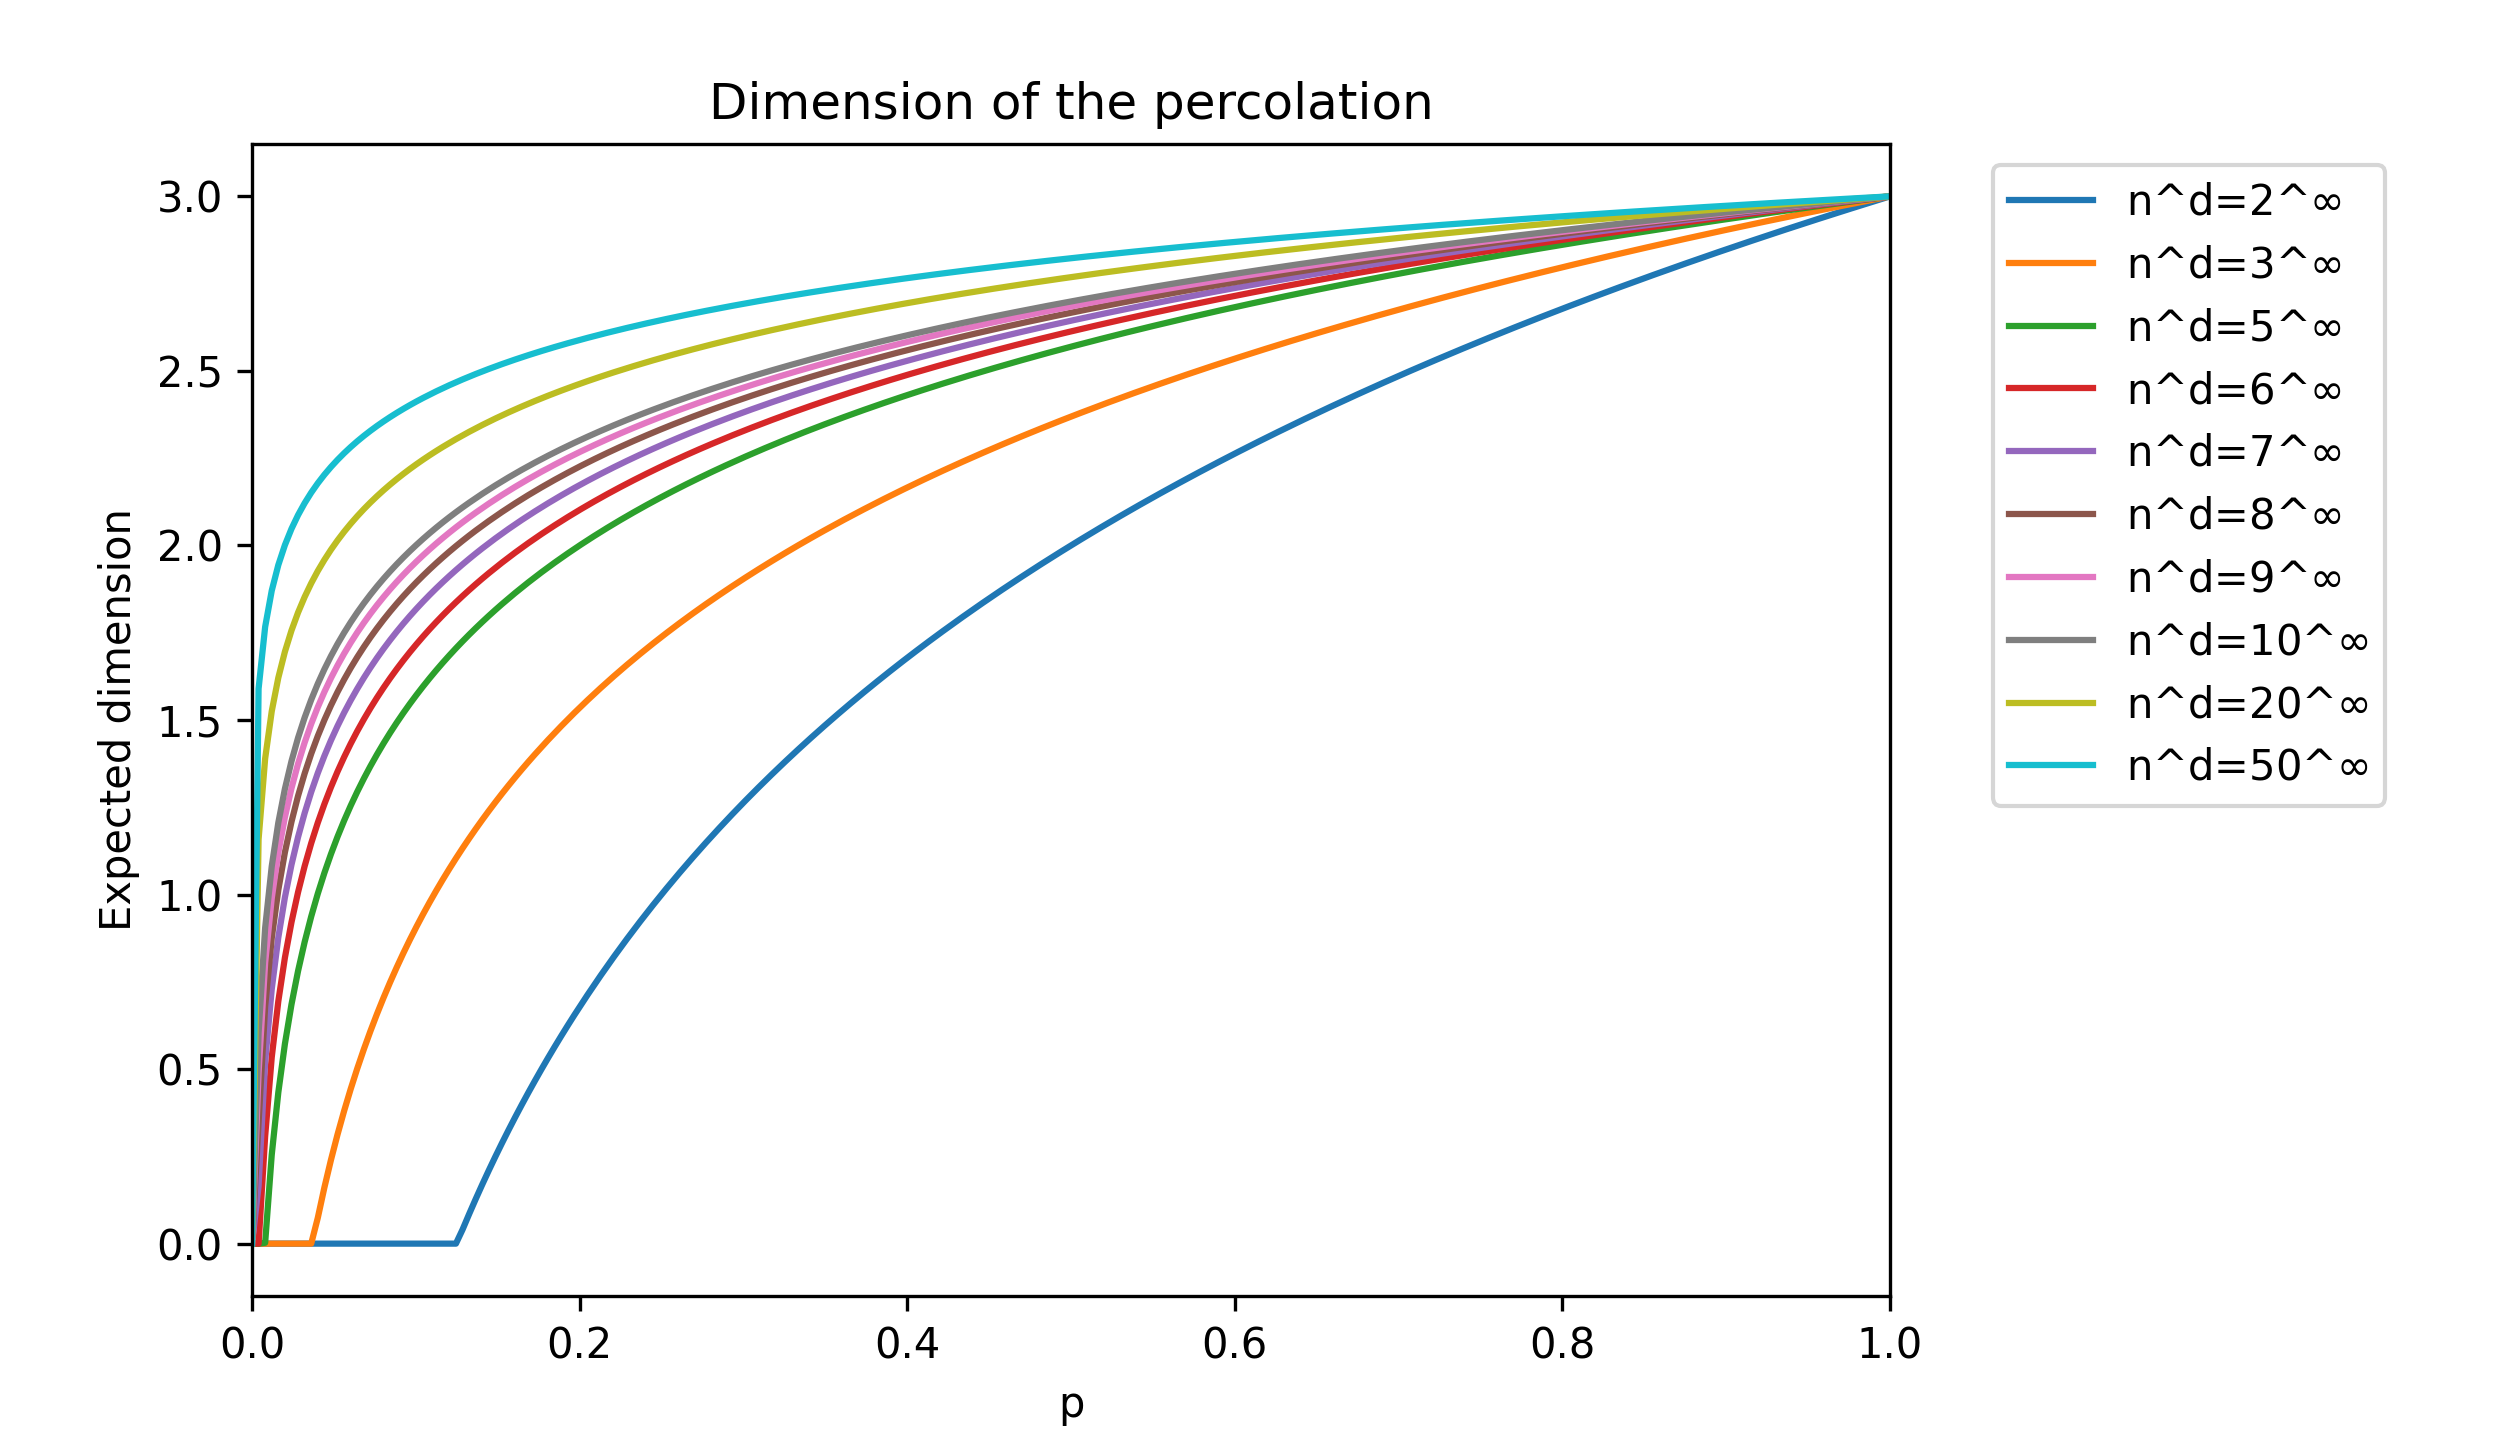 Dimension of the percolation
Expected dimension
3.0
2.5
2.0
1.5
1.0
0.5
0.0
0.0 0.2 0.4 0.6 0.8 1.0
p
n^d=2^∞
n^d=3^∞
n^d=5^∞
n^d=6^∞
n^d=7^∞
n^d=8^∞
n^d=9^∞
n^d=10^∞
n^d=20^∞
n^d=50^∞